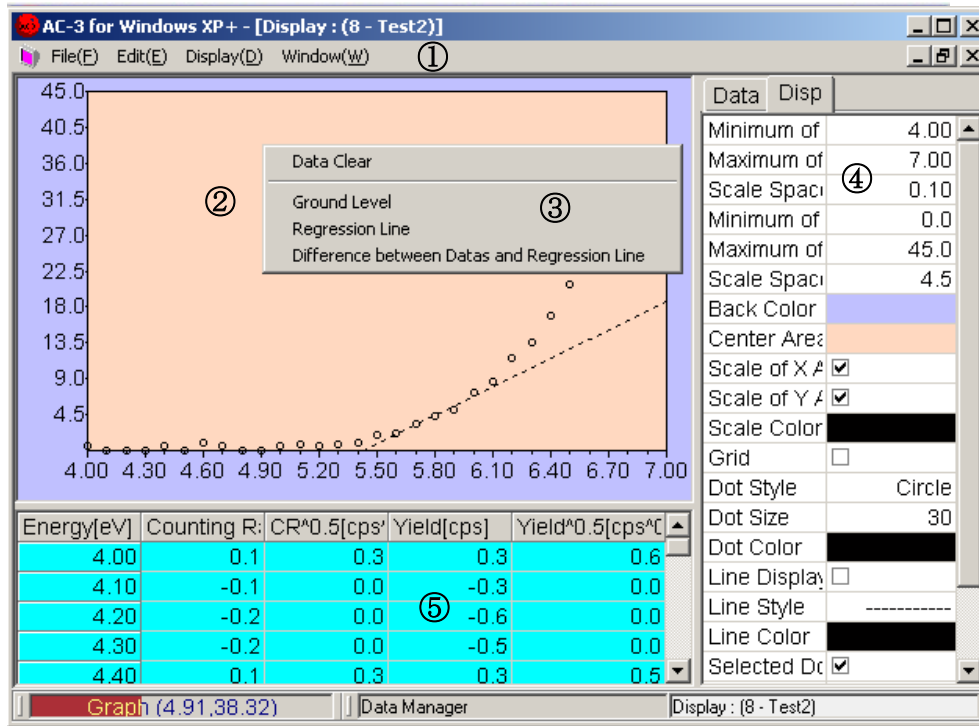 AC-3 for Windows XP+ - [Display : (8 - Test2)]
File(F) Edit(E) Display(D) Window(W) ①
45.0
40.5
36.0
31.5
27.0
22.5
18.0
13.5
9.0
4.5
4.00 4.30 4.60 4.90 5.20 5.50 5.80 6.10 6.40 6.70 7.00
②
Data Clear
Ground Level
Regression Line
Difference between Datas and Regression Line
③
Data Disp
Minimum of 4.00
Maximum of 7.00
Scale Spaci 0.10
④
Minimum of 0.0
Maximum of 45.0
Scale Spaci 4.5
Back Color
Center Area
Scale of X A
Scale of Y A
Scale Color
Grid
Dot Style Circle
Dot Size 30
Dot Color
Line Display
Line Style -----------
Line Color
Selected Do
Energy[eV] Counting Ra CR^0.5[cps^ Yield[cps] Yield^0.5[cps^0
4.00 0.1 0.3 0.3 0.6
4.10 -0.1 0.0 -0.3 0.0
4.20 -0.2 0.0 -0.6 0.0
4.30 -0.2 0.0 -0.5 0.0
4.40 0.1 0.3 0.3 0.5
⑤
Graph (4.91,38.32) Data Manager Display : (8 - Test2)